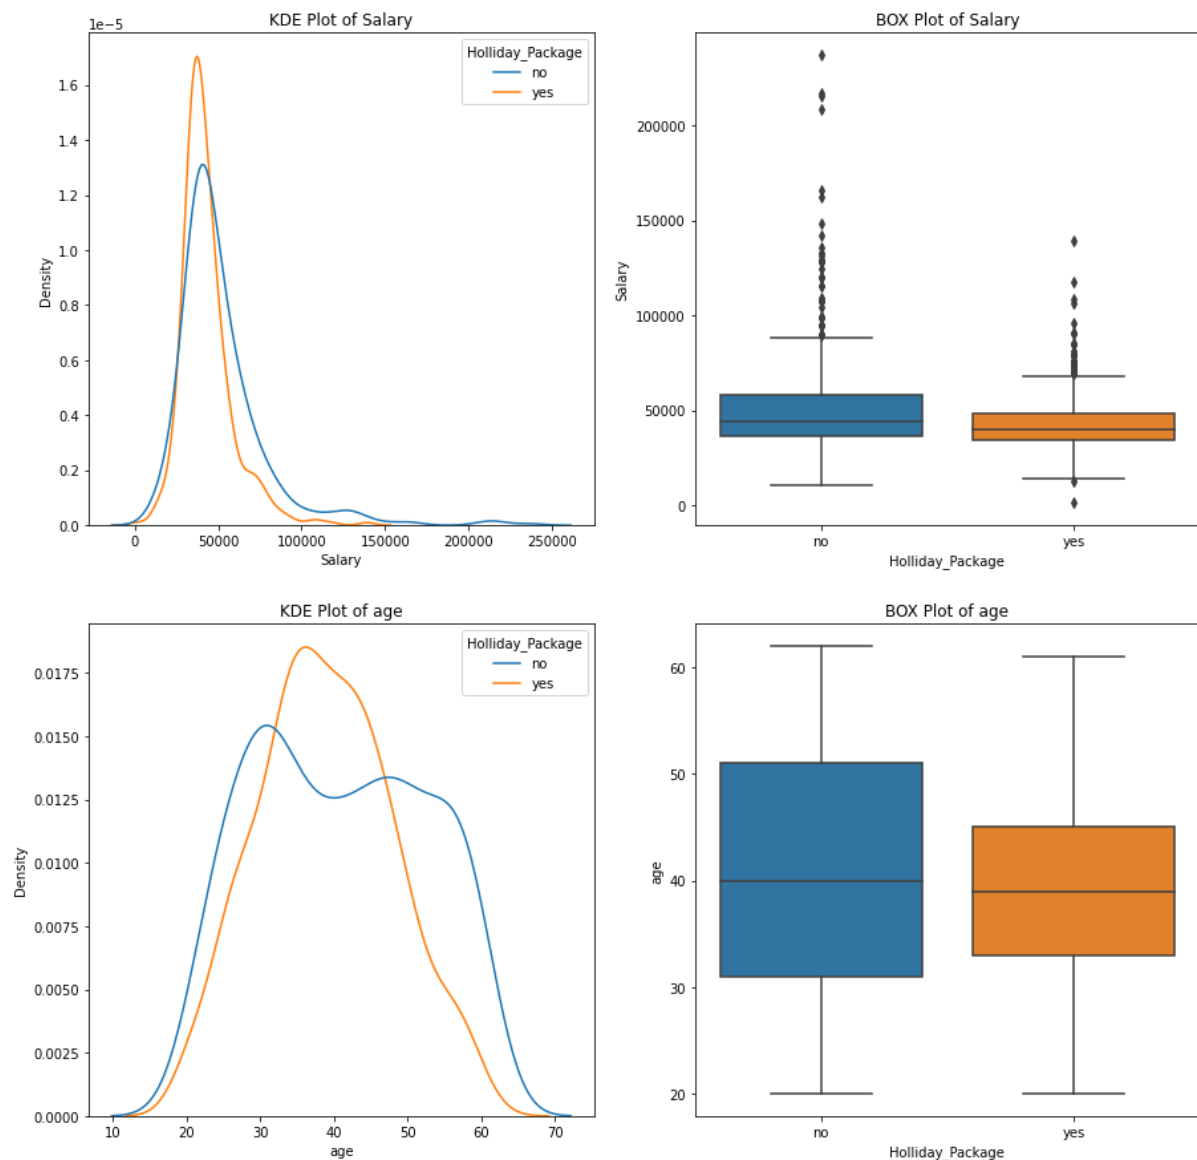 KDE Plot of Salary
1e−5
Holliday_Package
no
yes
1.6
1.4
1.2
1.0
0.8
0.6
0.4
0.2
0.0
Density
0
50000
100000
150000
200000
250000
Salary
BOX Plot of Salary
200000
150000
100000
50000
0
Salary
no
yes
Holliday_Package
KDE Plot of age
Holliday_Package
no
yes
0.0175
0.0150
0.0125
0.0100
0.0075
0.0050
0.0025
0.0000
Density
10
20
30
40
50
60
70
age
BOX Plot of age
60
50
40
30
20
age
no
yes
Holliday_Package